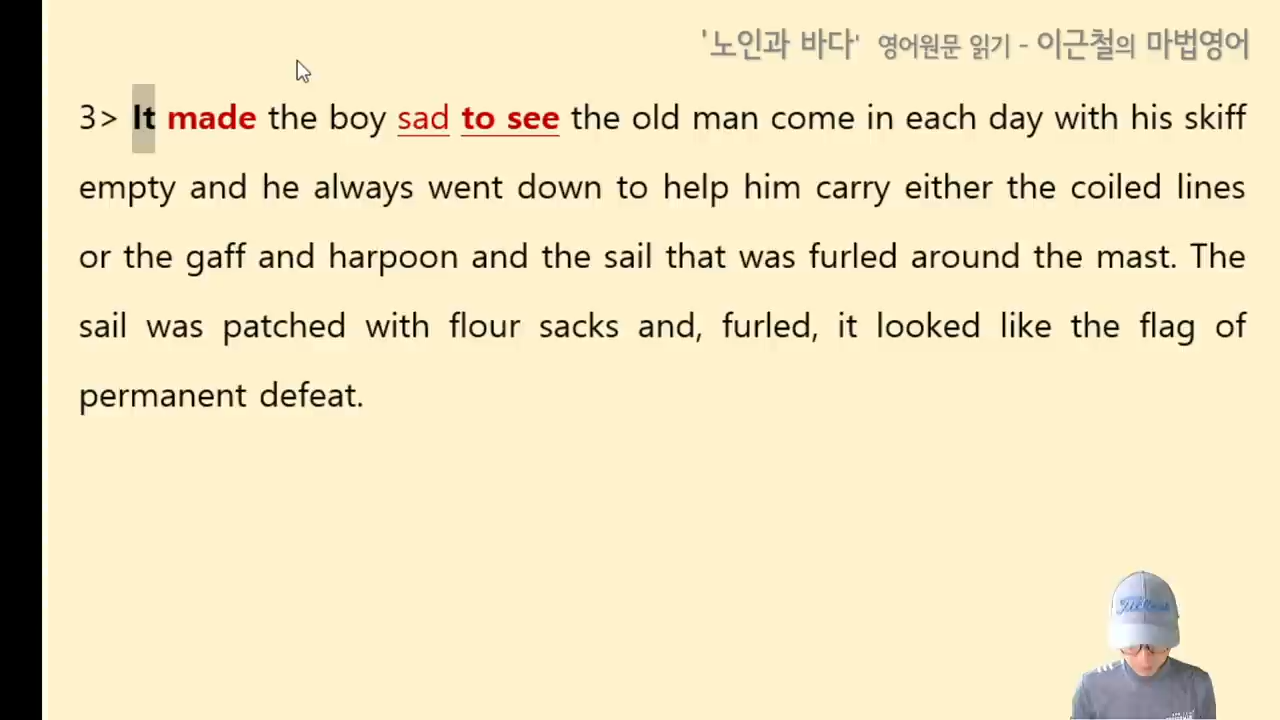 '노인과 바다' 영어원문 읽기 - 이근철의 마법영어
3> It made the boy sad to see the old man come in each day with his skiff
empty and he always went down to help him carry either the coiled lines
or the gaff and harpoon and the sail that was furled around the mast. The
sail was patched with flour sacks and, furled, it looked like the flag of
permanent defeat.
Titleist